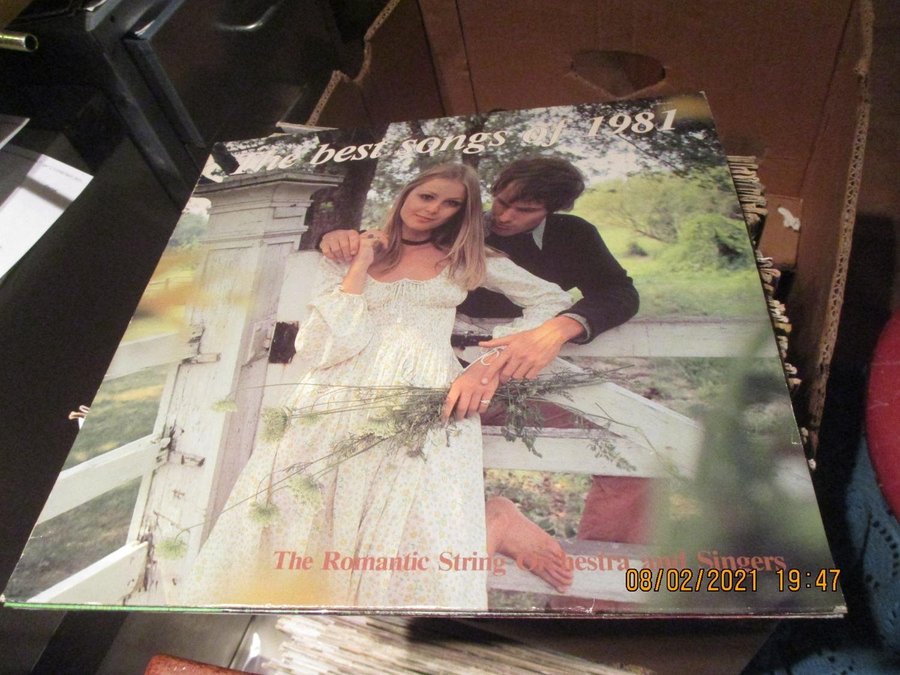 The best songs of 1981
The Romantic String Orchestra and Singers
08/02/2021 19:47